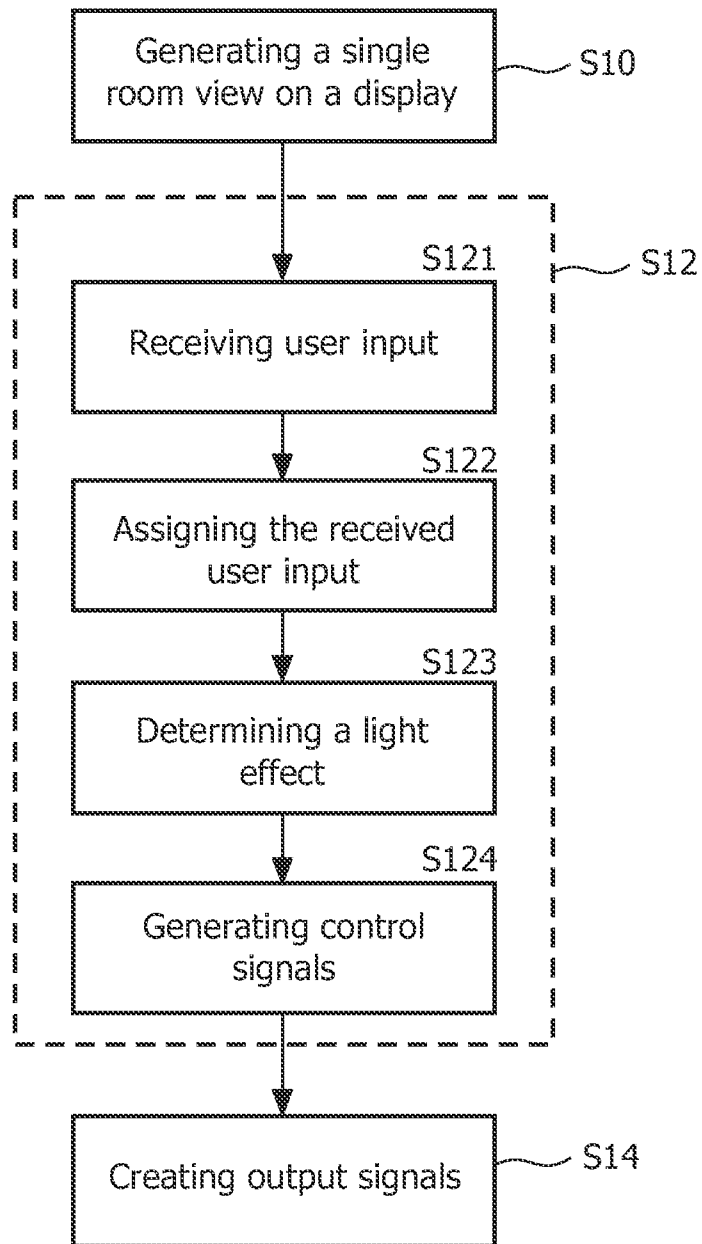 Generating a single
room view on a display
S10
S12
S121
Receiving user input
S122
Assigning the received
user input
S123
Determining a light
effect
S124
Generating control
signals
Creating output signals
S14